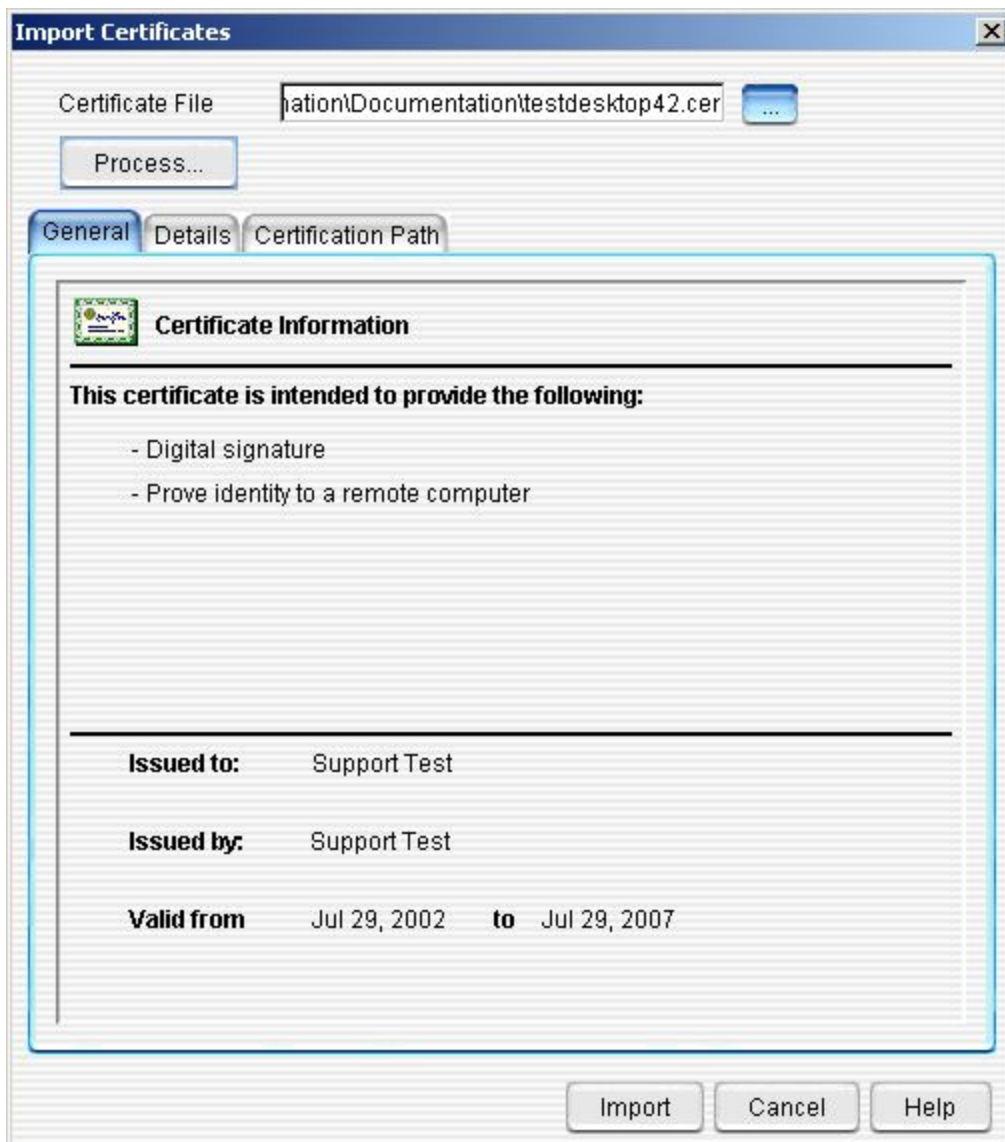 Import Certificates
Certificate File nation\Documentation\testdesktop42.cer ...
Process...
General Details Certification Path
Certificate Information
This certificate is intended to provide the following:
- Digital signature
- Prove identity to a remote computer
Issued to: Support Test
Issued by: Support Test
Valid from Jul 29, 2002 to Jul 29, 2007
Import Cancel Help